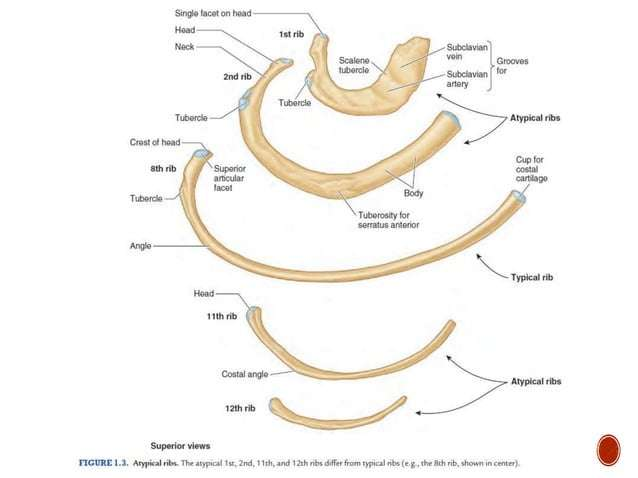 Single facet on head
Head
Neck
1st rib
Scalene
tubercle
Subclavian
vein
Grooves
for
Subclavian
artery
2nd rib
Tubercle
Tubercle
Atypical ribs
Crest of head
8th rib
Superior
articular
facet
Cup for
costal
cartilage
Tubercle
Body
Tuberosity for
serratus anterior
Angle
Typical rib
Head
11th rib
Costal angle
Atypical ribs
12th rib
Superior views
FIGURE 1.3. Atypical ribs. The atypical 1st, 2nd, 11th, and 12th ribs differ from typical ribs (e.g., the 8th rib, shown in center).